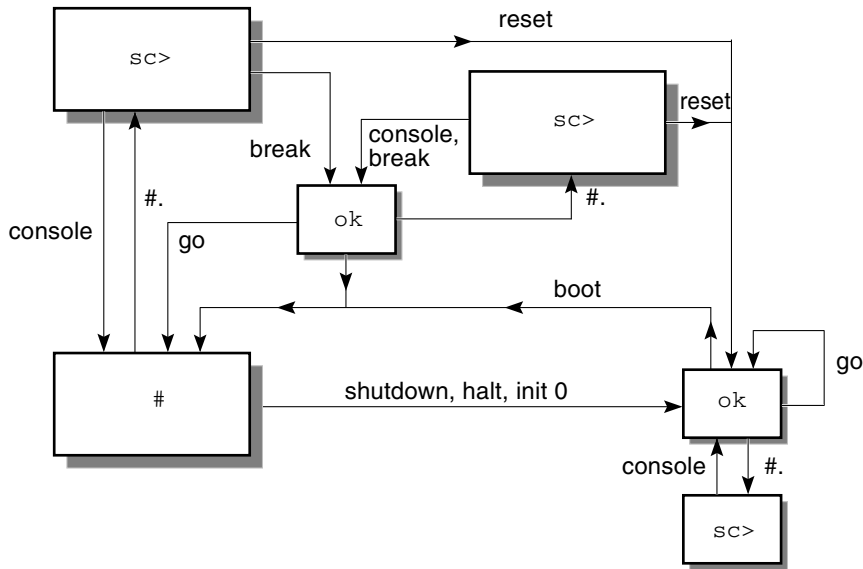 reset
sc>
reset
sc>
console,
break
break
#.
#.
ok
console
go
boot
go
#
shutdown, halt, init 0
ok
console
#.
sc>